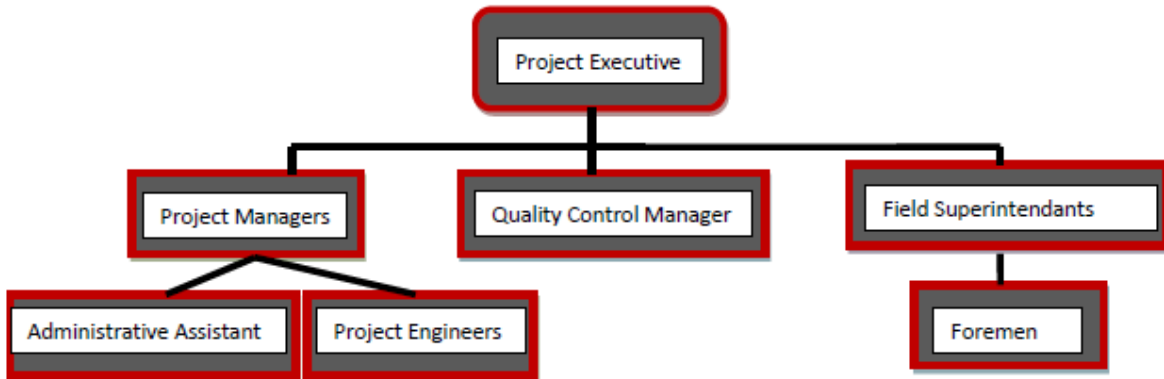 Project Executive
Project Managers
Quality Control Manager
Field Superintendants
Administrative Assistant
Project Engineers
Foremen